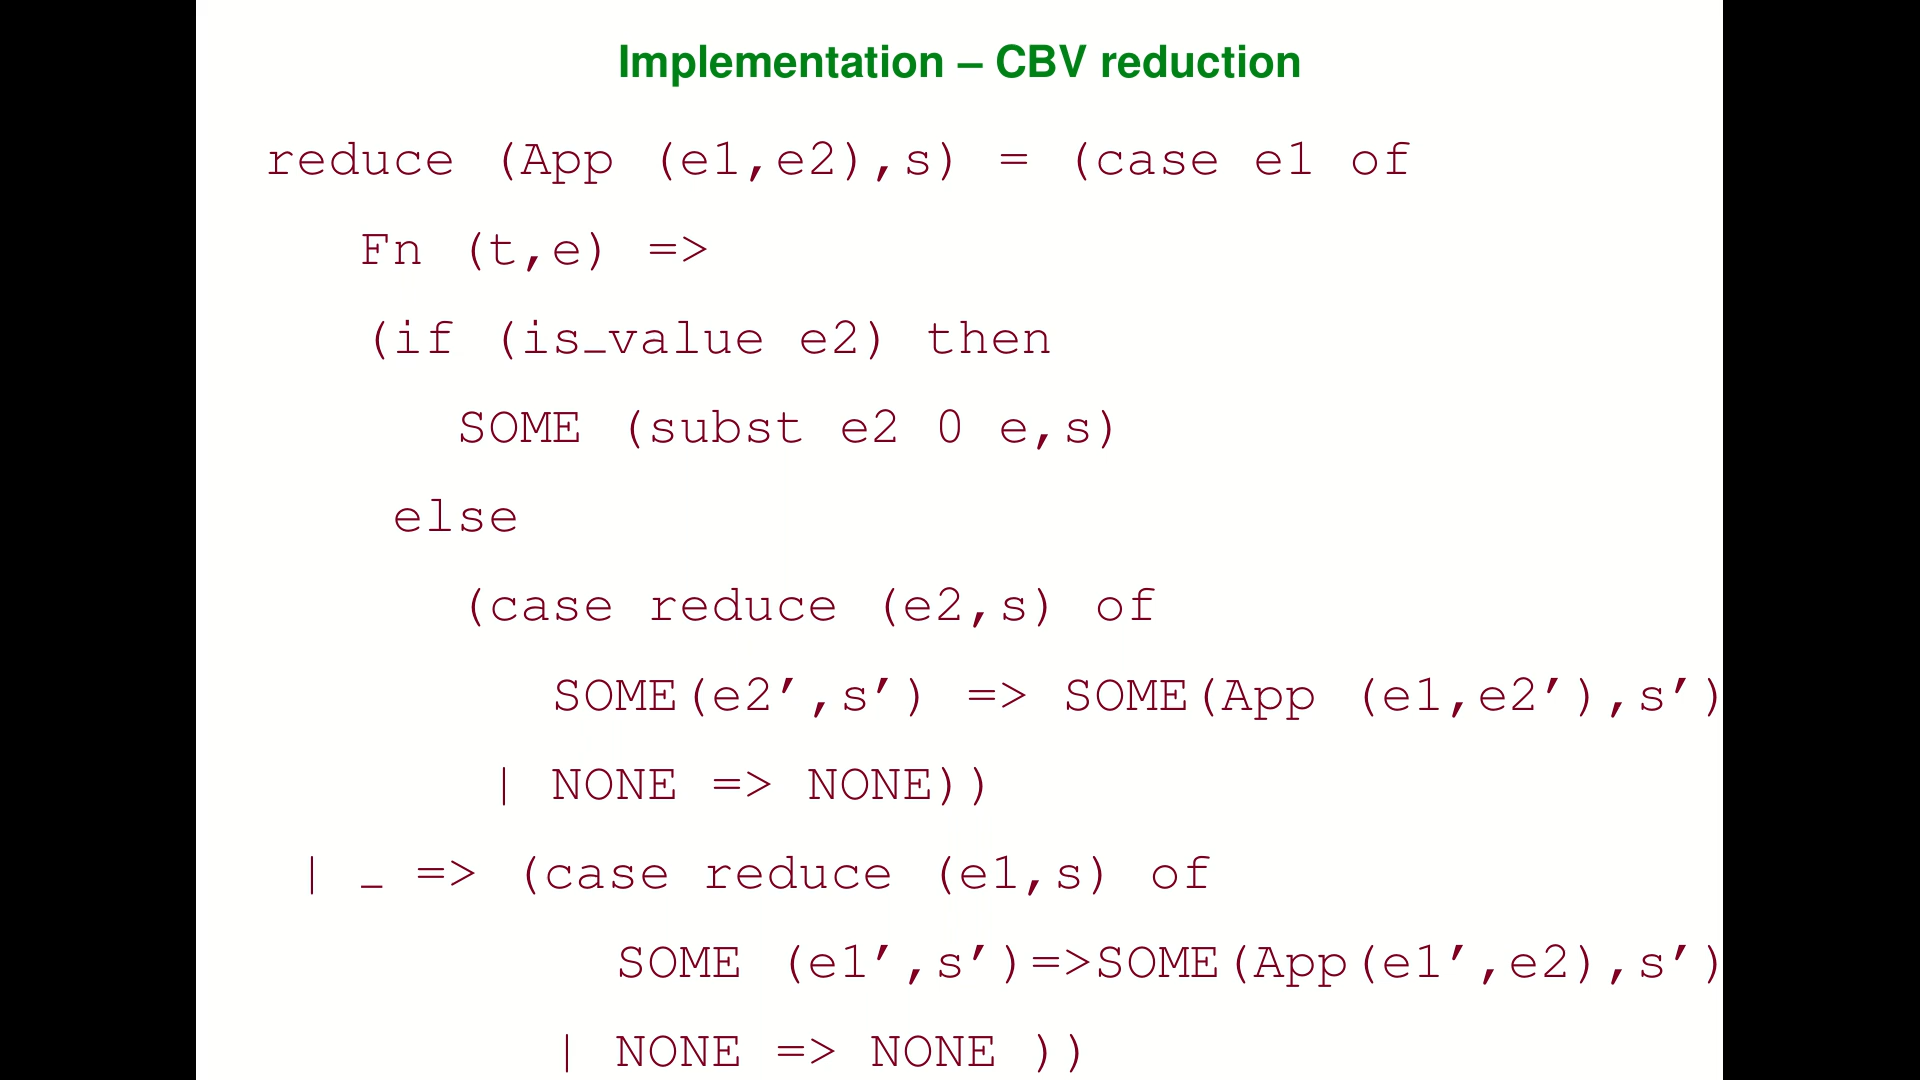 Implementation – CBV reduction
reduce (App (e1,e2),s) = (case e1 of
Fn (t,e) =>
(if (is_value e2) then
SOME (subst e2 0 e,s)
else
(case reduce (e2,s) of
SOME(e2′,s′) => SOME(App (e1,e2′),s′)
| NONE => NONE))
| _ => (case reduce (e1,s) of
SOME (e1′,s′)=>SOME(App(e1′,e2),s′)
| NONE => NONE ))